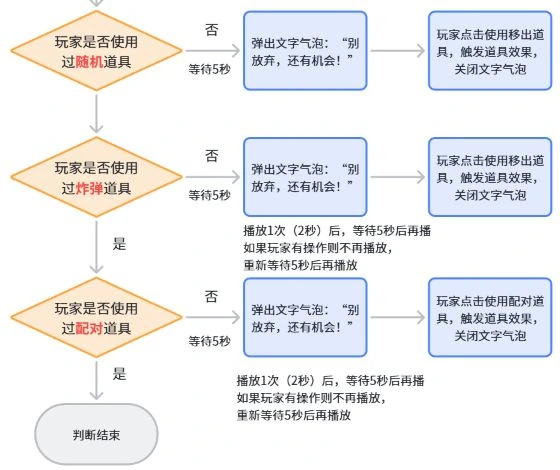 玩家是否使用
过随机道具
否
等待5秒
弹出文字气泡：“别
放弃，还有机会！”
玩家点击使用移出道
具，触发道具效果，
关闭文字气泡
玩家是否使用
过炸弹道具
否
等待5秒
弹出文字气泡：“别
放弃，还有机会！”
玩家点击使用移出道
具，触发道具效果，
关闭文字气泡
播放1次（2秒）后，等待5秒后再播
如果玩家有操作则不再播放，
重新等待5秒后再播放
是
玩家是否使用
过配对道具
否
等待5秒
弹出文字气泡：“别
放弃，还有机会！”
玩家点击使用配对道
具，触发道具效果，
关闭文字气泡
是
播放1次（2秒）后，等待5秒后再播
如果玩家有操作则不再播放，
重新等待5秒后再播放
判断结束